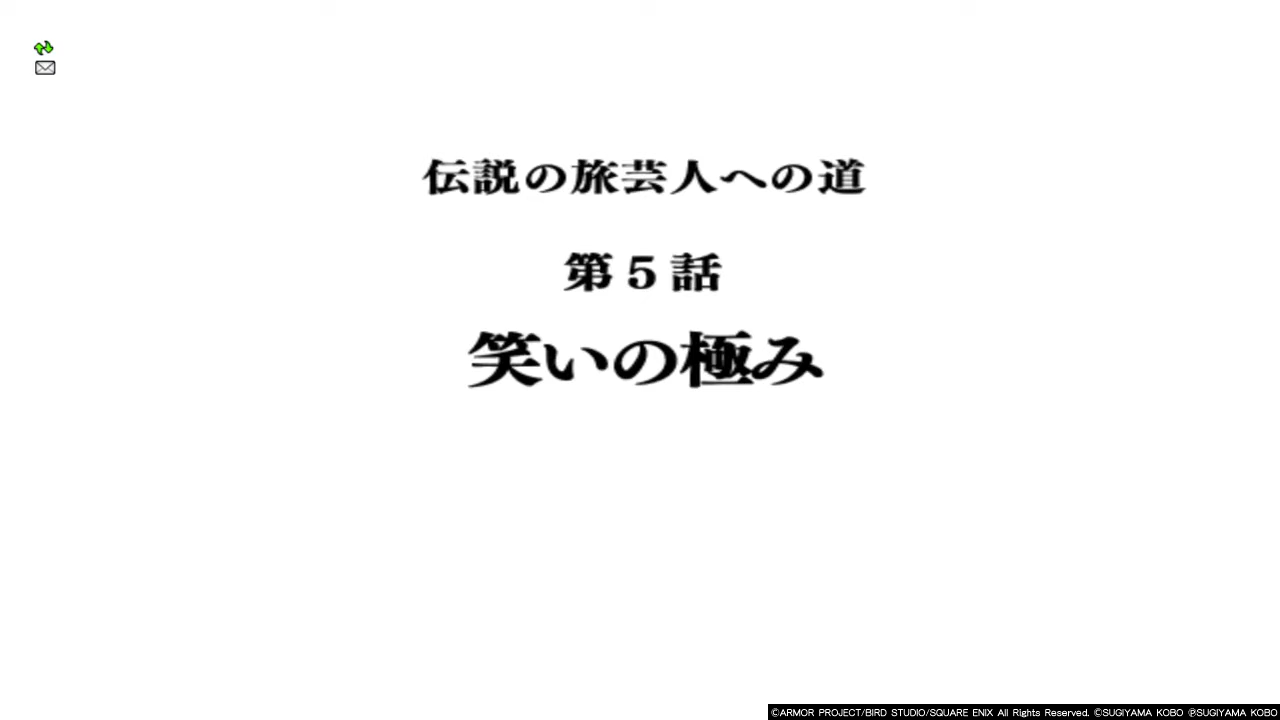 伝説の旅芸人への道
第5話
笑いの極み
©ARMOR PROJECT/BIRD STUDIO/SQUARE ENIX All Rights Reserved. ©SUGIYAMA KOBO ℗SUGIYAMA KOBO